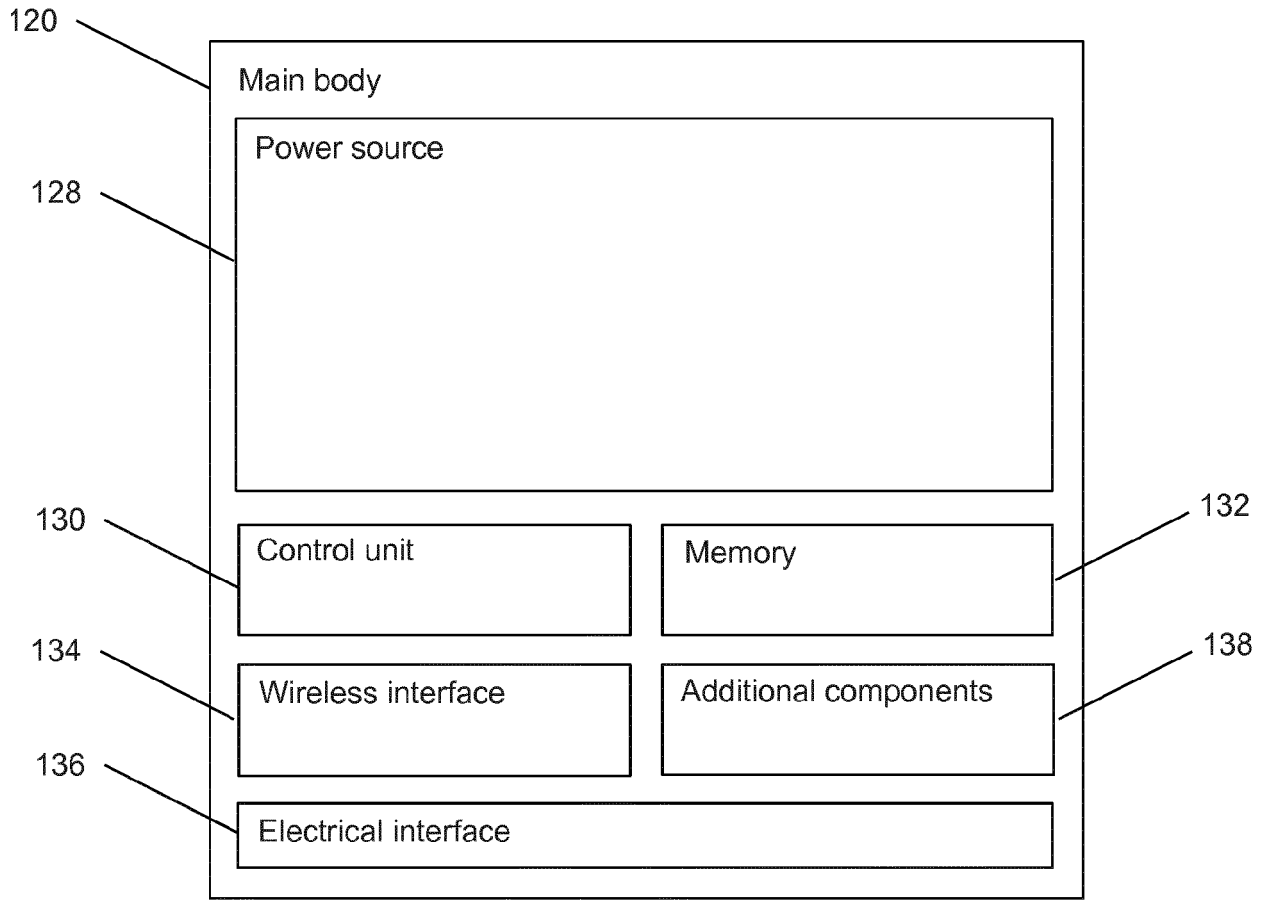 120
Main body
Power source
128
130
Control unit
Memory
132
134
Wireless interface
Additional components
138
136
Electrical interface